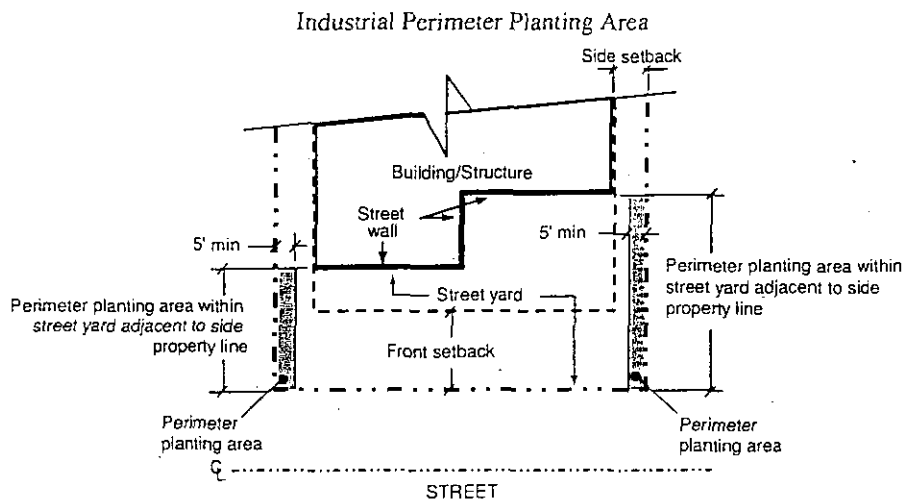 Industrial Perimeter Planting Area
Side setback
Building/Structure
Street
wall
5' min
5' min
Perimeter planting area within
street yard adjacent to side
property line
Street yard
Perimeter planting area within
street yard adjacent to side
property line
Front setback
Perimeter
planting area
Perimeter
planting area
℄
STREET